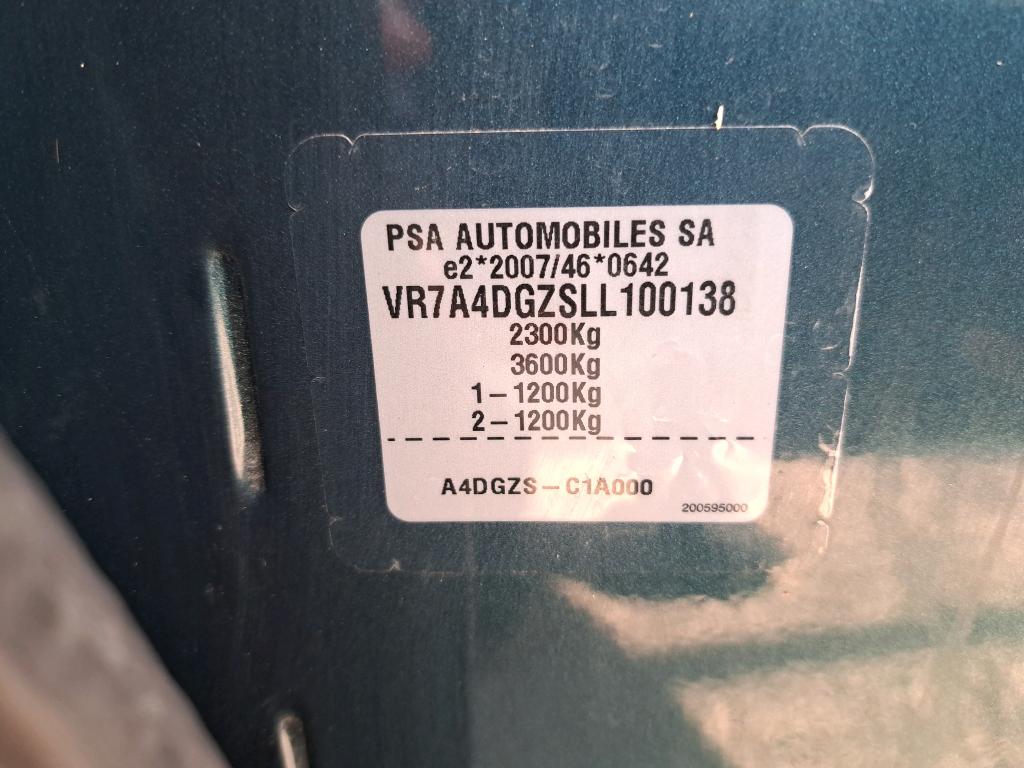 PSA AUTOMOBILES SA
e2*2007/46*0642
VR7A4DGZSLL100138
2300Kg
3600Kg
1-1200Kg
2-1200Kg
A4DGZS-C1A000
200595000